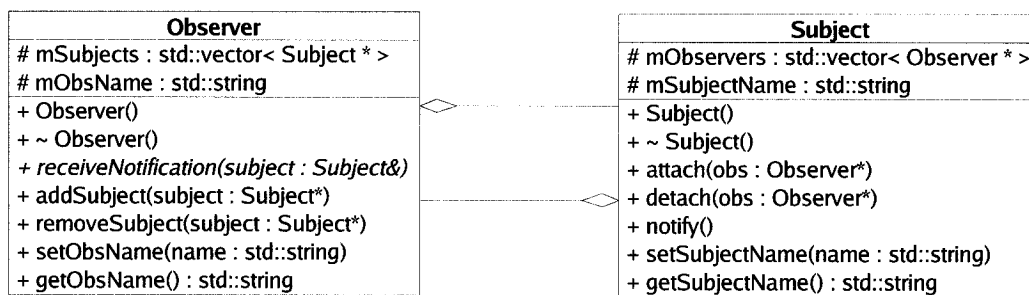 Observer
# mSubjects : std::vector< Subject * >
# mObsName : std::string
+ Observer()
+ ~ Observer()
+ receiveNotification(subject : Subject&)
+ addSubject(subject : Subject*)
+ removeSubject(subject : Subject*)
+ setObsName(name : std::string)
+ getObsName() : std::string
Subject
# mObservers : std::vector< Observer * >
# mSubjectName : std::string
+ Subject()
+ ~ Subject()
+ attach(obs : Observer*)
+ detach(obs : Observer*)
+ notify()
+ setSubjectName(name : std::string)
+ getSubjectName() : std::string